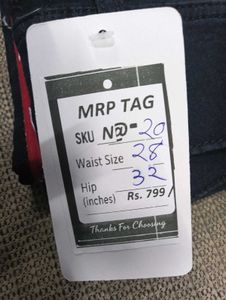 MRP TAG
SKU N@-20
Waist Size 28
Hip 32
(inches) Rs. 799/
Thanks For Choosing